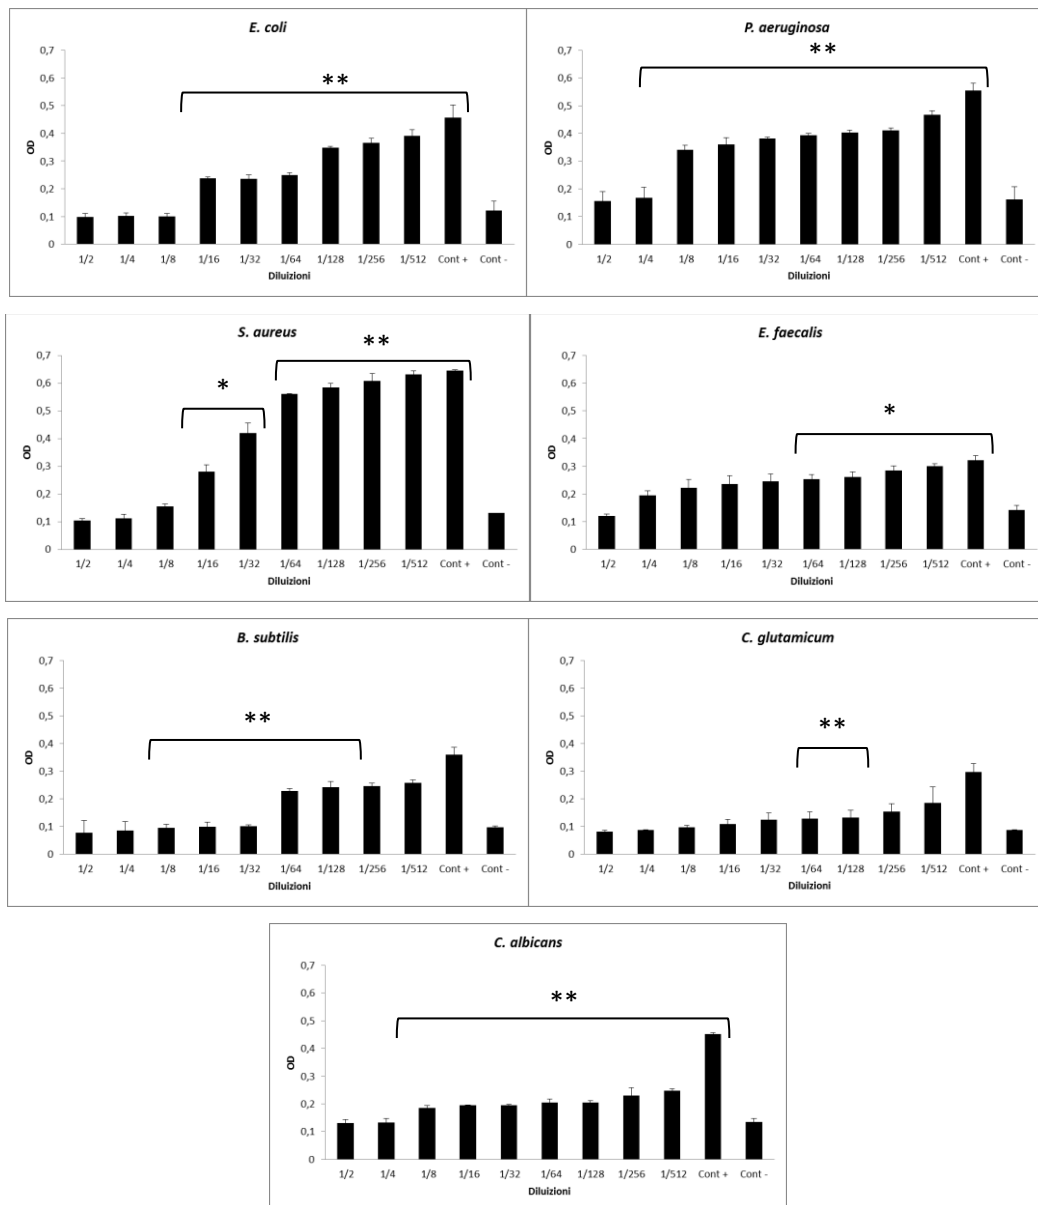 E. coli
**
0,7
0,6
0,5
0,4
0,3
0,2
0,1
0
OD
1/2 1/4 1/8 1/16 1/32 1/64 1/128 1/256 1/512 Cont + Cont -
Diluizioni
P. aeruginosa
**
0,7
0,6
0,5
0,4
0,3
0,2
0,1
0
OD
1/2 1/4 1/8 1/16 1/32 1/64 1/128 1/256 1/512 Cont + Cont -
Diluizioni
S. aureus
**
*
0,7
0,6
0,5
0,4
0,3
0,2
0,1
0
OD
1/2 1/4 1/8 1/16 1/32 1/64 1/128 1/256 1/512 Cont + Cont -
Diluizioni
E. faecalis
*
0,7
0,6
0,5
0,4
0,3
0,2
0,1
0
OD
1/2 1/4 1/8 1/16 1/32 1/64 1/128 1/256 1/512 Cont + Cont -
Diluizioni
B. subtilis
**
0,7
0,6
0,5
0,4
0,3
0,2
0,1
0
OD
1/2 1/4 1/8 1/16 1/32 1/64 1/128 1/256 1/512 Cont + Cont -
Diluizioni
C. glutamicum
**
0,7
0,6
0,5
0,4
0,3
0,2
0,1
0
OD
1/2 1/4 1/8 1/16 1/32 1/64 1/128 1/256 1/512 Cont + Cont -
Diluizioni
C. albicans
**
0,7
0,6
0,5
0,4
0,3
0,2
0,1
0
OD
1/2 1/4 1/8 1/16 1/32 1/64 1/128 1/256 1/512 Cont + Cont -
Diluizioni